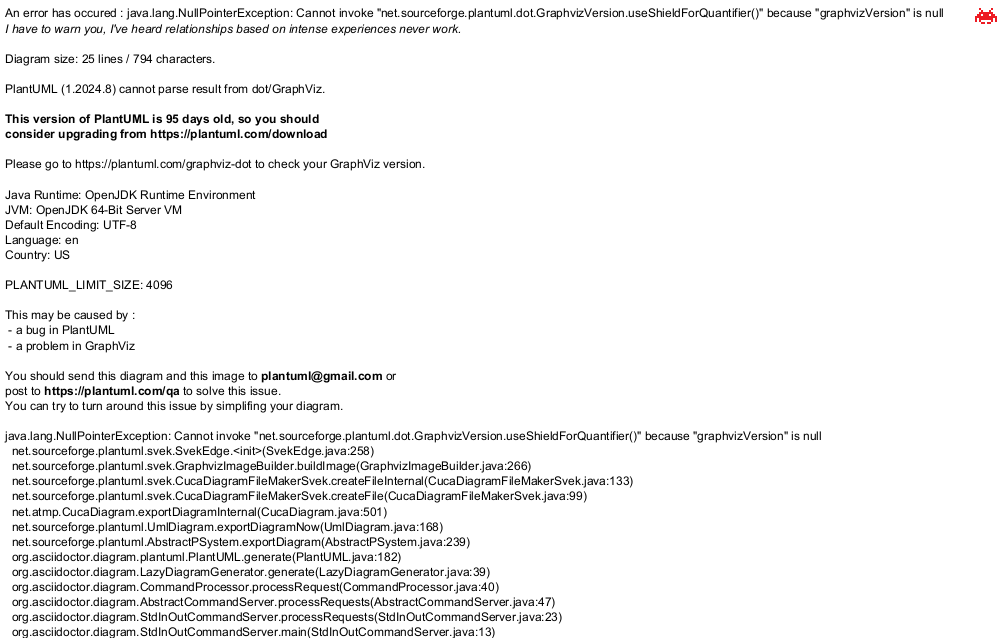 An error has occured : java.lang.NullPointerException: Cannot invoke "net.sourceforge.plantuml.dot.GraphvizVersion.useShieldForQuantifier()" because "graphvizVersion" is null
I have to warn you, I've heard relationships based on intense experiences never work.
Diagram size: 25 lines / 794 characters.
PlantUML (1.2024.8) cannot parse result from dot/GraphViz.
This version of PlantUML is 95 days old, so you should
consider upgrading from https://plantuml.com/download
Please go to https://plantuml.com/graphviz-dot to check your GraphViz version.
Java Runtime: OpenJDK Runtime Environment
JVM: OpenJDK 64-Bit Server VM
Default Encoding: UTF-8
Language: en
Country: US
PLANTUML_LIMIT_SIZE: 4096
This may be caused by :
- a bug in PlantUML
- a problem in GraphViz
You should send this diagram and this image to plantuml@gmail.com or
post to https://plantuml.com/qa to solve this issue.
You can try to turn around this issue by simplifing your diagram.
java.lang.NullPointerException: Cannot invoke "net.sourceforge.plantuml.dot.GraphvizVersion.useShieldForQuantifier()" because "graphvizVersion" is null
net.sourceforge.plantuml.svek.SvekEdge.<init>(SvekEdge.java:258)
net.sourceforge.plantuml.svek.GraphvizImageBuilder.buildImage(GraphvizImageBuilder.java:266)
net.sourceforge.plantuml.svek.CucaDiagramFileMakerSvek.createFileInternal(CucaDiagramFileMakerSvek.java:133)
net.sourceforge.plantuml.svek.CucaDiagramFileMakerSvek.createFile(CucaDiagramFileMakerSvek.java:99)
net.atmp.CucaDiagram.exportDiagramInternal(CucaDiagram.java:501)
net.sourceforge.plantuml.UmlDiagram.exportDiagramNow(UmlDiagram.java:168)
net.sourceforge.plantuml.AbstractPSystem.exportDiagram(AbstractPSystem.java:239)
org.asciidoctor.diagram.plantuml.PlantUML.generate(PlantUML.java:182)
org.asciidoctor.diagram.LazyDiagramGenerator.generate(LazyDiagramGenerator.java:39)
org.asciidoctor.diagram.CommandProcessor.processRequest(CommandProcessor.java:40)
org.asciidoctor.diagram.AbstractCommandServer.processRequests(AbstractCommandServer.java:47)
org.asciidoctor.diagram.StdInOutCommandServer.processRequests(StdInOutCommandServer.java:23)
org.asciidoctor.diagram.StdInOutCommandServer.main(StdInOutCommandServer.java:13)